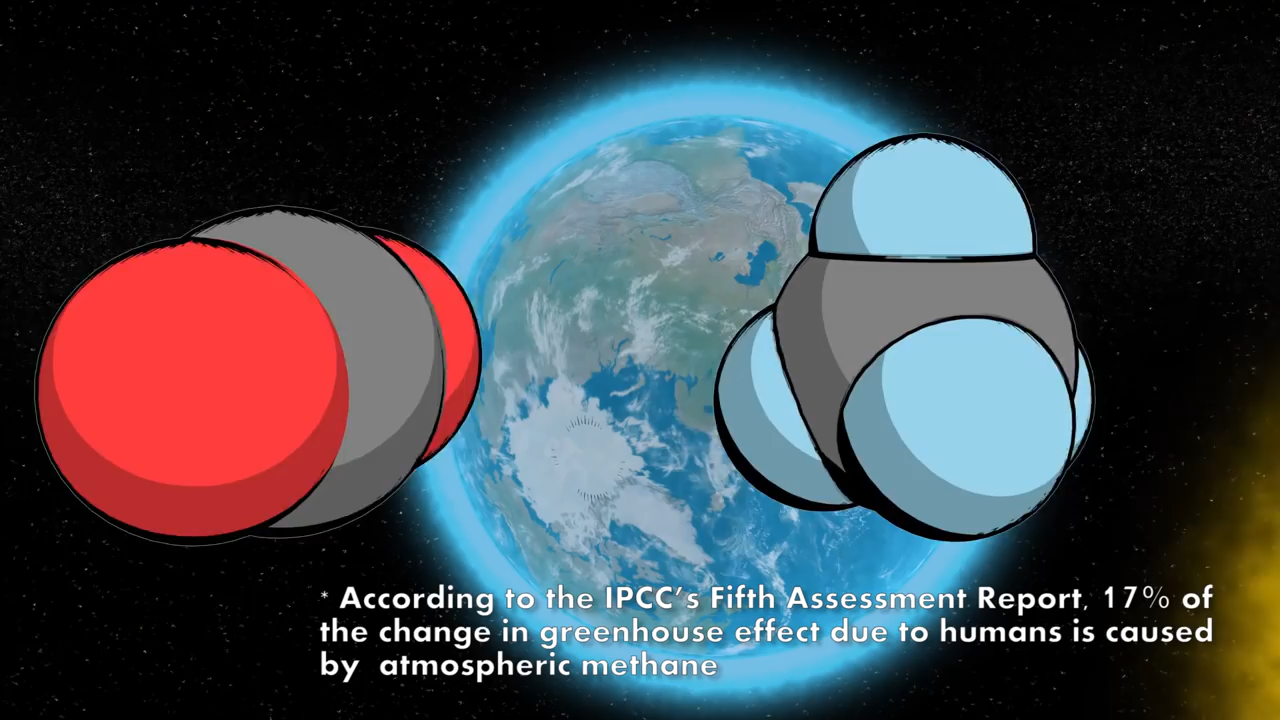 * According to the IPCC's Fifth Assessment Report, 17% of
the change in greenhouse effect due to humans is caused
by atmospheric methane